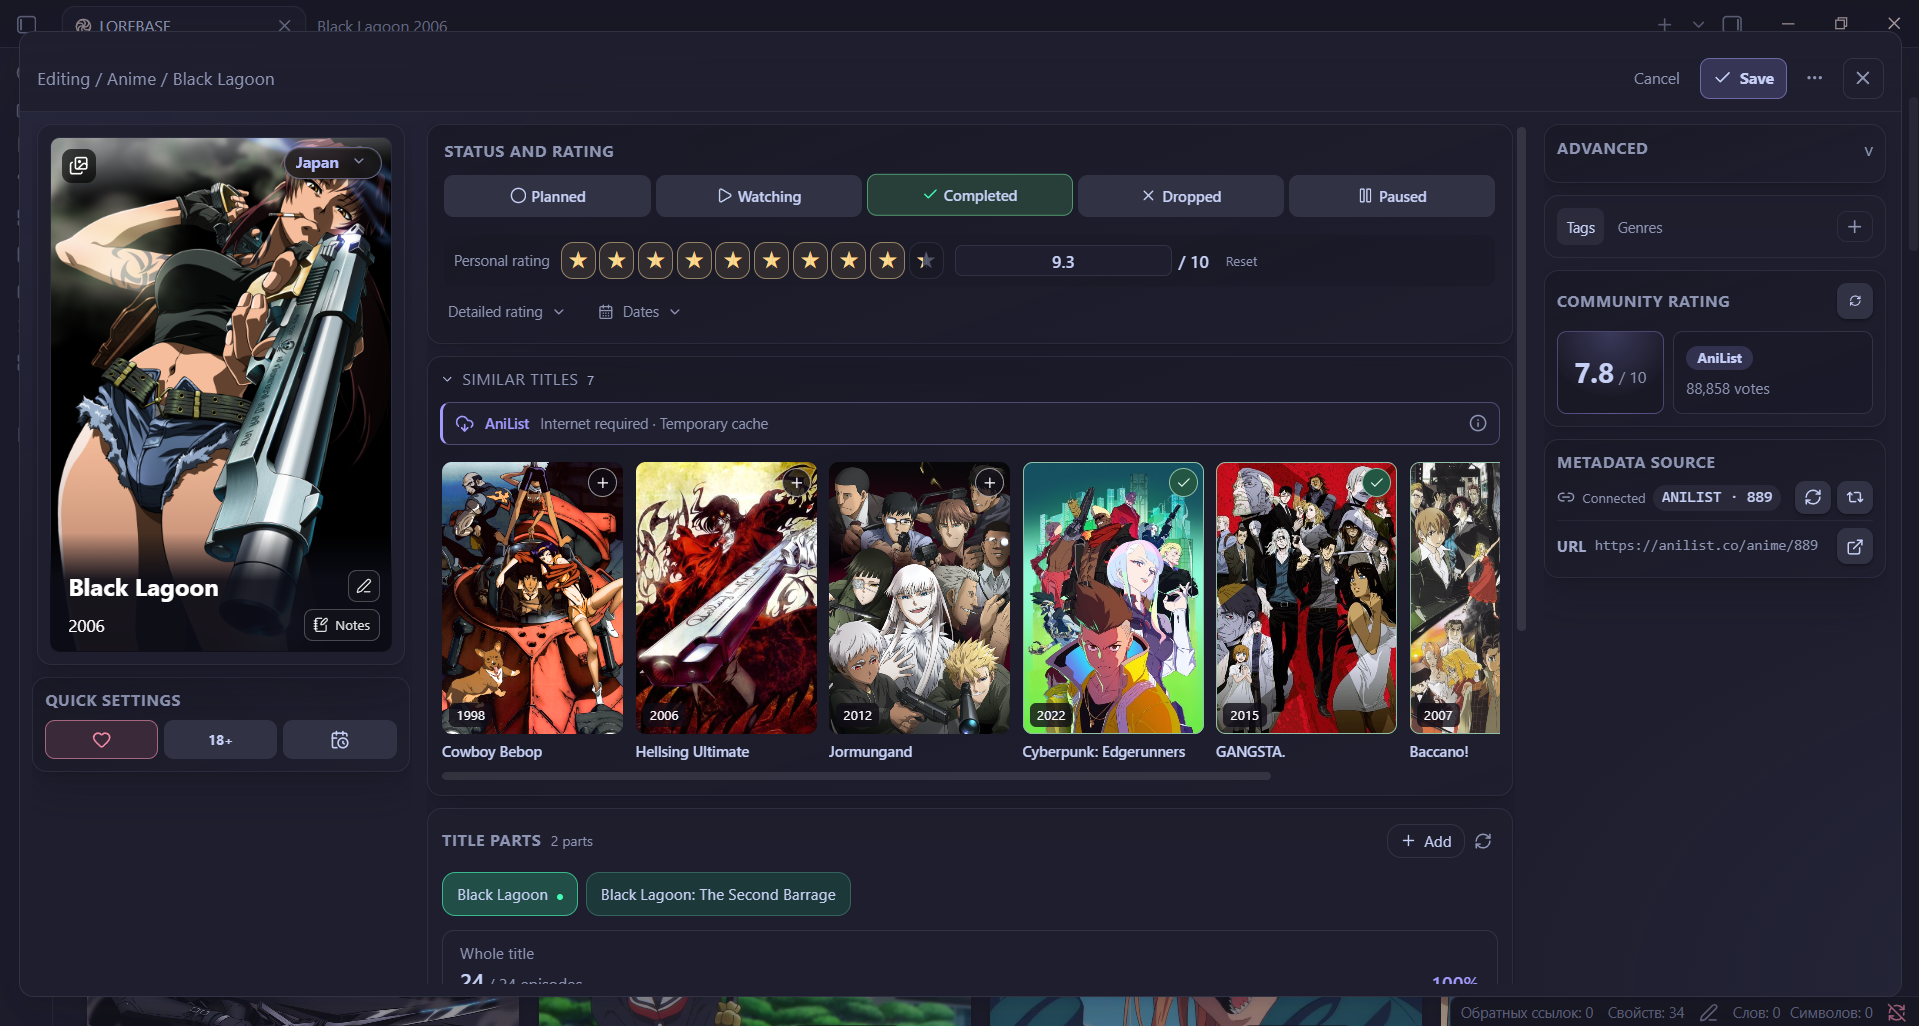 LOREBASE
Black Lagoon 2006
Editing / Anime / Black Lagoon
Cancel
Save
Japan
Black Lagoon
2006
Notes
QUICK SETTINGS
18+
STATUS AND RATING
Planned
Watching
Completed
Dropped
Paused
Personal rating
9.3
/ 10
Reset
Detailed rating
Dates
SIMILAR TITLES 7
AniList Internet required · Temporary cache
1998
2006
2012
2022
2015
2007
Cowboy Bebop
Hellsing Ultimate
Jormungand
Cyberpunk: Edgerunners
GANGSTA.
Baccano!
TITLE PARTS 2 parts
Add
Black Lagoon
Black Lagoon: The Second Barrage
Whole title
24 / 24 episodes
100%
ADVANCED
Tags
Genres
COMMUNITY RATING
7.8 / 10
AniList
88,858 votes
METADATA SOURCE
Connected ANILIST · 889
URL https://anilist.co/anime/889
Обратных ссылок: 0
Свойств: 34
Слов: 0
Символов: 0